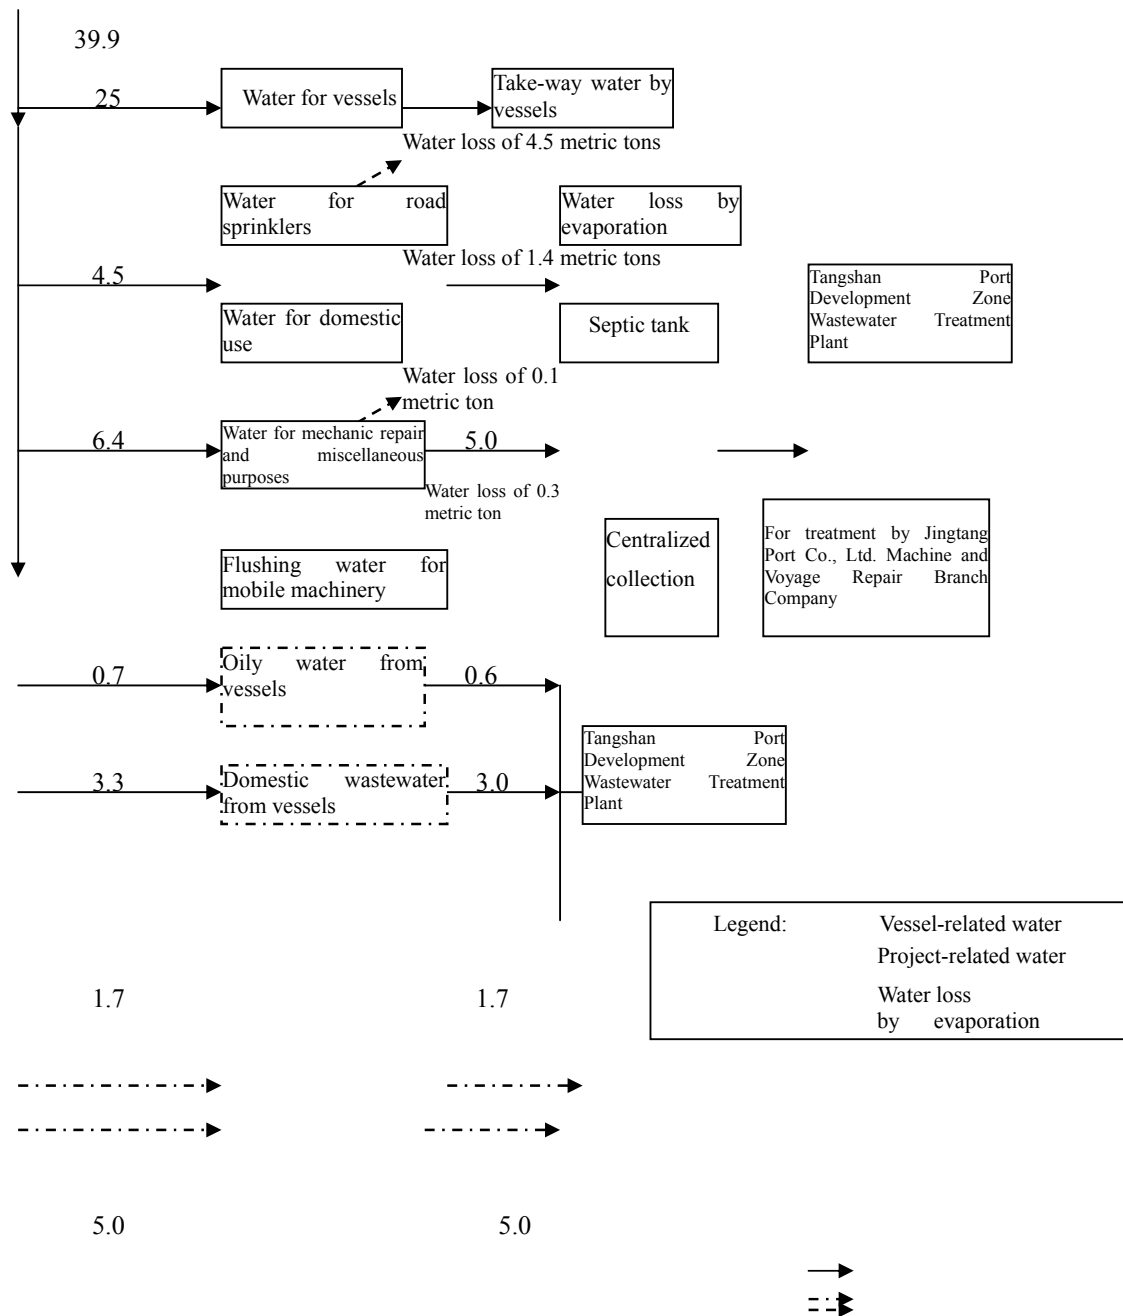 39.9
25
Water for vessels
Take-way water by
vessels
Water loss of 4.5 metric tons
Water for road
sprinklers
Water loss by
evaporation
Water loss of 1.4 metric tons
4.5
Tangshan Port
Development Zone
Wastewater Treatment
Plant
Water for domestic
use
Septic tank
Water loss of 0.1
metric ton
6.4
Water for mechanic repair
and miscellaneous
purposes
5.0
Water loss of 0.3
metric ton
Centralized
collection
For treatment by Jingtang
Port Co., Ltd. Machine and
Voyage Repair Branch
Company
Flushing water for
mobile machinery
0.7
Oily water from
vessels
0.6
3.3
Domestic wastewater
from vessels
3.0
Tangshan Port
Development Zone
Wastewater Treatment
Plant
Legend:
Vessel-related water
Project-related water
Water loss
by evaporation
1.7
1.7
5.0
5.0